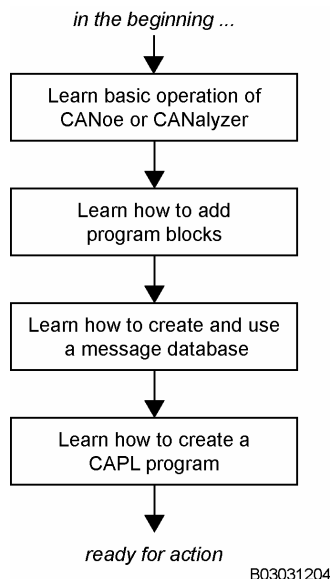 in the beginning ...
Learn basic operation of
CANoe or CANalyzer
Learn how to add
program blocks
Learn how to create and use
a message database
Learn how to create a
CAPL program
ready for action
B03031204